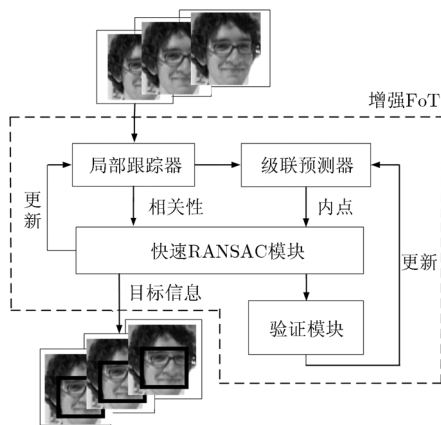 增强FoT
局部跟踪器
级联预测器
更新
相关性
内点
快速RANSAC模块
更新
目标信息
验证模块